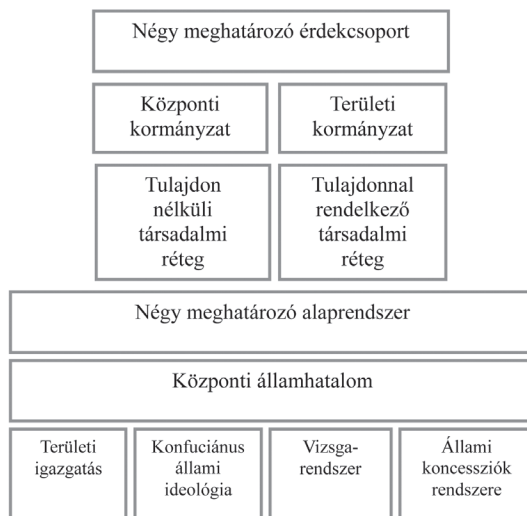 Négy meghatározó érdekcsoport
Központi
kormányzat
Területi
kormányzat
Tulajdon
nélküli
társadalmi
réteg
Tulajdonnal
rendelkező
társadalmi
réteg
Négy meghatározó alaprendszer
Központi államhatalom
Területi
igazgatás
Konfuciánus
állami
ideológia
Vizsga-
rendszer
Állami
koncessziók
rendszere